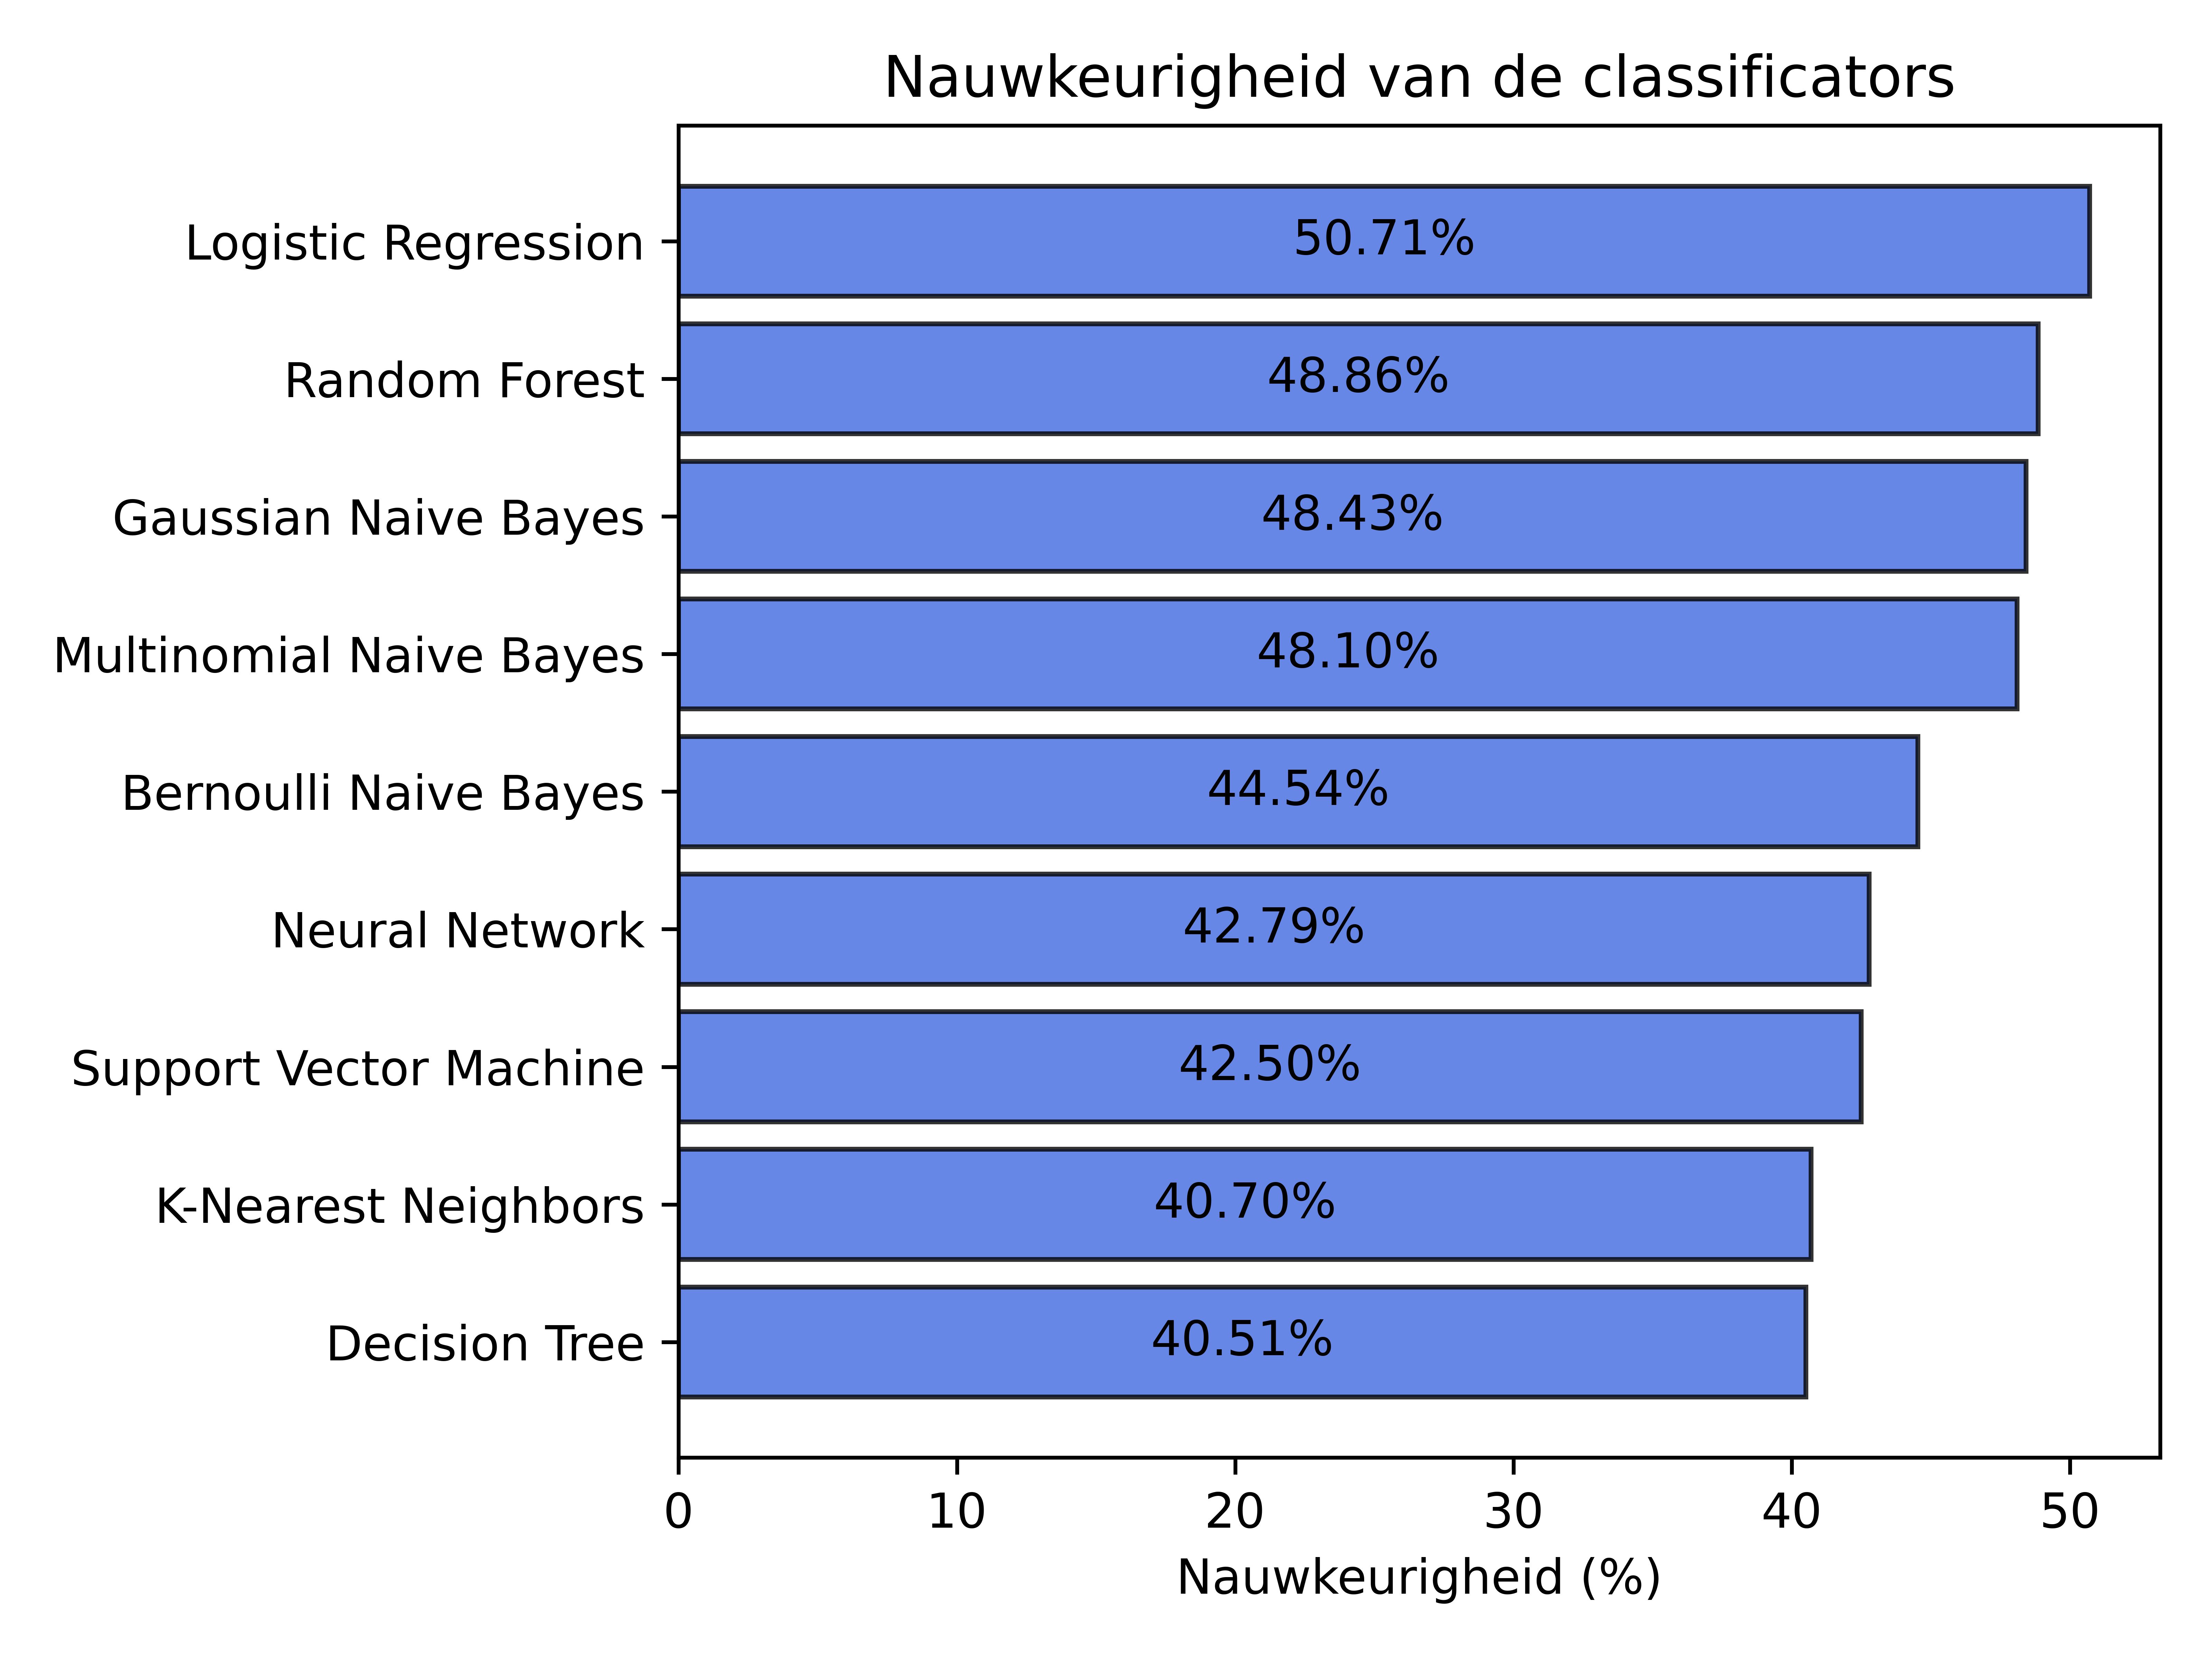 Nauwkeurigheid van de classificators
Logistic Regression 50.71%
Random Forest 48.86%
Gaussian Naive Bayes 48.43%
Multinomial Naive Bayes 48.10%
Bernoulli Naive Bayes 44.54%
Neural Network 42.79%
Support Vector Machine 42.50%
K-Nearest Neighbors 40.70%
Decision Tree 40.51%
0 10 20 30 40 50
Nauwkeurigheid (%)